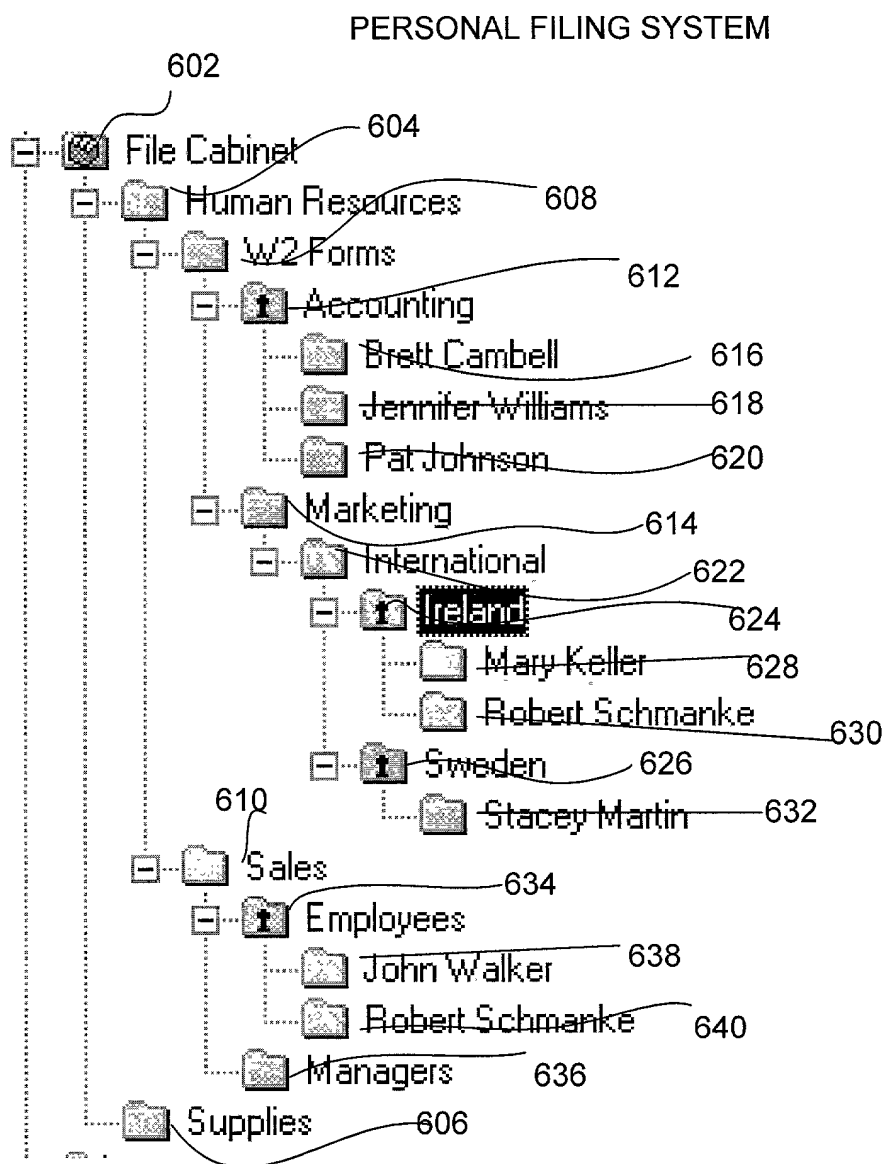 PERSONAL FILING SYSTEM
602
File Cabinet 604
Human Resources 608
W2 Forms
Accounting 612
Brett Cambell 616
Jennifer Williams 618
Pat Johnson 620
Marketing 614
International 622
Ireland 624
Mary Keller 628
Robert Schmanke 630
Sweden 626
Stacey Martin 632
610
Sales 634
Employees
John Walker 638
Robert Schmanke 640
Managers 636
Supplies 606